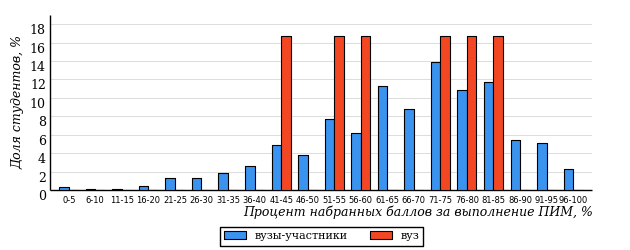 18
16
14
12
10
8
6
4
2
0
Доля студентов, %
0-5 6-10 11-15 16-20 21-25 26-30 31-35 36-40 41-45 46-50 51-55 56-60 61-65 66-70 71-75 76-80 81-85 86-90 91-95 96-100
Процент набранных баллов за выполнение ПИМ, %
вузы-участники вуз